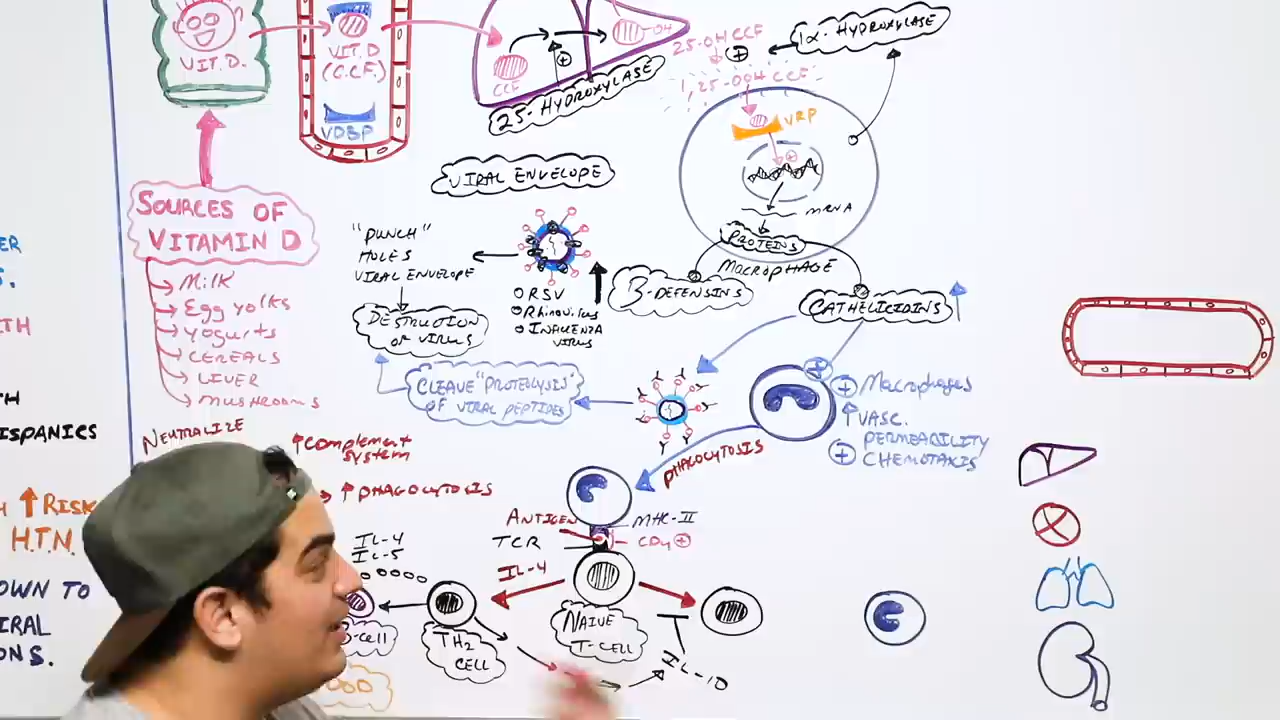 VIT. D.
VIT. D
(C.C.F.)
VDBP
CCF
-OH
25-HYDROXYLASE
25-OH CCF
+
1α-HYDROXYLASE
1,25-DOH CCF
VRP
mRNA
PROTEINS
MACROPHAGE
B-DEFENSINS
CATHELICIDINS
VIRAL ENVELOPE
"PUNCH"
HOLES
VIRAL ENVELOPE
DESTRUCTION
OF VIRUS
RSV
Rhinovirus
INFLUENZA
VIRUS
SOURCES OF
VITAMIN D
MILK
Egg yolks
Yogurts
CEREALS
LIVER
MUSHROOMS
CLEAVE "PROTEOLYSIS"
OF VIRAL PEPTIDES
+ Macrophages
↑ VASC.
PERMEABILITY
+ CHEMOTAXIS
PHAGOCYTOSIS
NEUTRALIZE
↑ Complement
system
↑ PHAGOCYTOSIS
ANTIGEN
MHC-II
TCR
CD4 +
IL-4
IL-4
IL-5
-cell
TH2
CELL
NAIVE
T-CELL
IL-10
ER
S.
TH
TH
ISPANICS
↑ RISK
H.T.N.
OWN TO
IRAL
ONS.